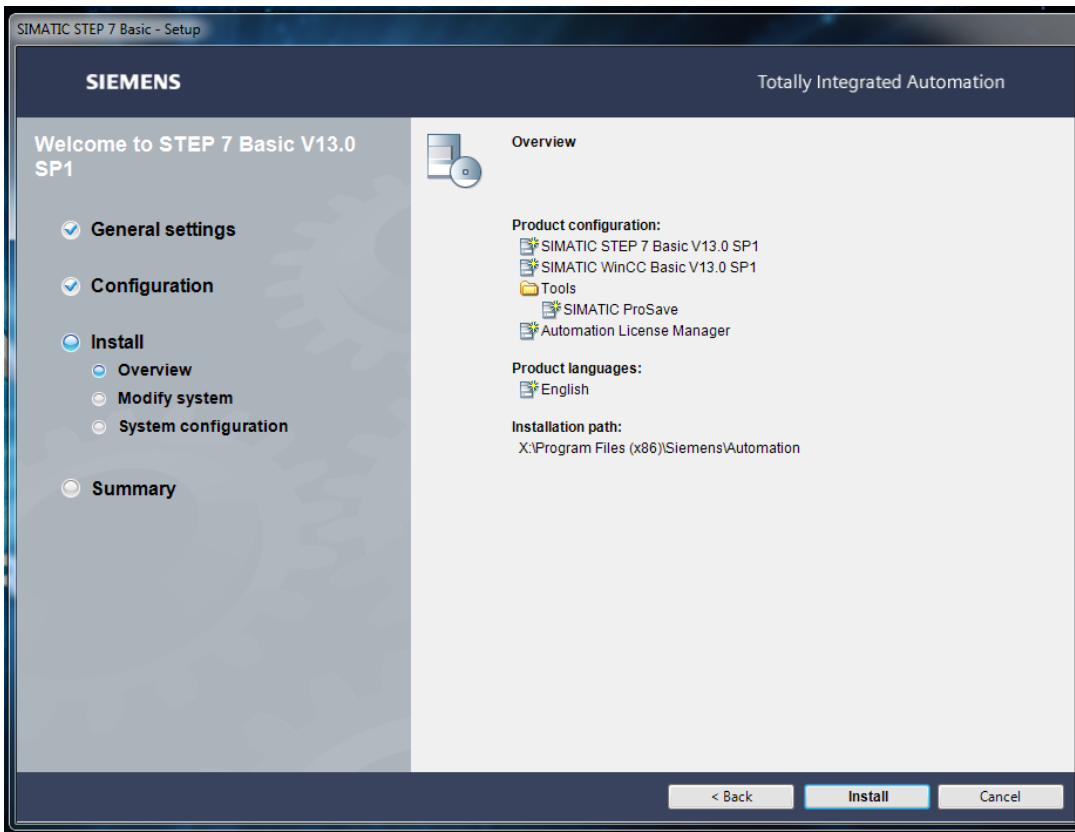 SIMATIC STEP 7 Basic - Setup
SIEMENS
Totally Integrated Automation
Welcome to STEP 7 Basic V13.0
SP1
General settings
Configuration
Install
Overview
Modify system
System configuration
Summary
Overview
Product configuration:
SIMATIC STEP 7 Basic V13.0 SP1
SIMATIC WinCC Basic V13.0 SP1
Tools
SIMATIC ProSave
Automation License Manager
Product languages:
English
Installation path:
X:\Program Files (x86)\Siemens\Automation
< Back
Install
Cancel